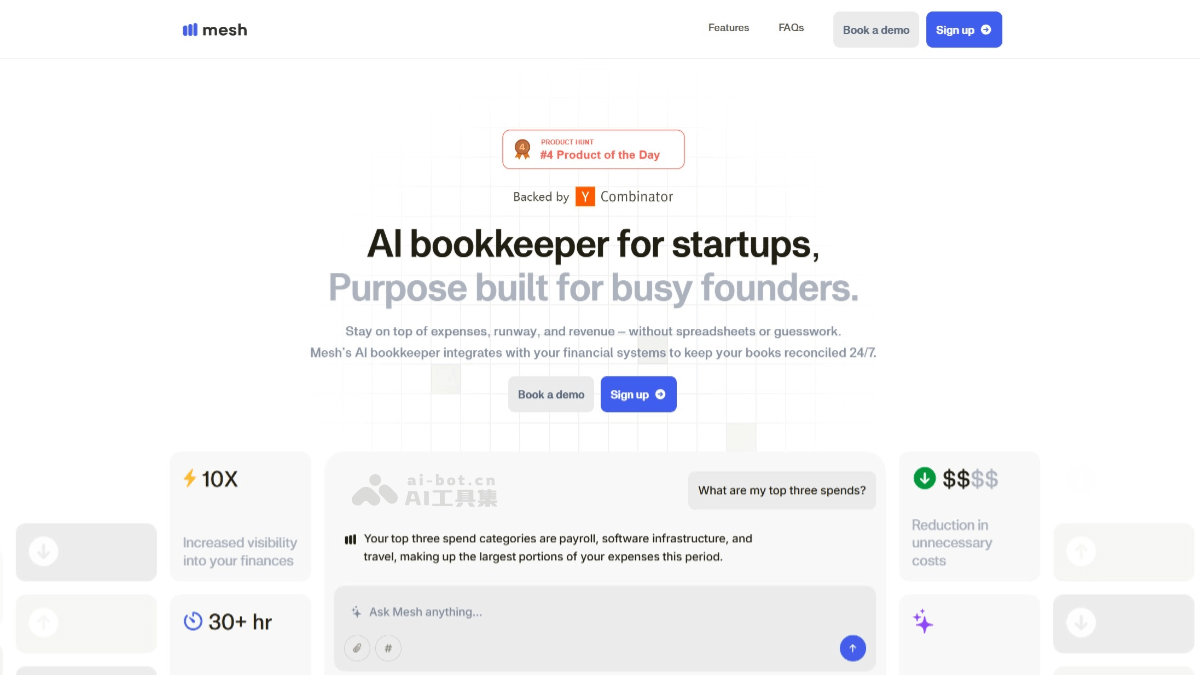 mesh
Features
FAQs
Book a demo
Sign up
4
PRODUCT HUNT
#4 Product of the Day
Backed by Y Combinator
AI bookkeeper for startups,
Purpose built for busy founders.
Stay on top of expenses, runway, and revenue – without spreadsheets or guesswork.
Mesh's AI bookkeeper integrates with your financial systems to keep your books reconciled 24/7.
Book a demo
Sign up
10X
Increased visibility
into your finances
30+ hr
ai-bot.cn
AI工具集
What are my top three spends?
Your top three spend categories are payroll, software infrastructure, and
travel, making up the largest portions of your expenses this period.
Ask Mesh anything...
#
$$$$
Reduction in
unnecessary
costs